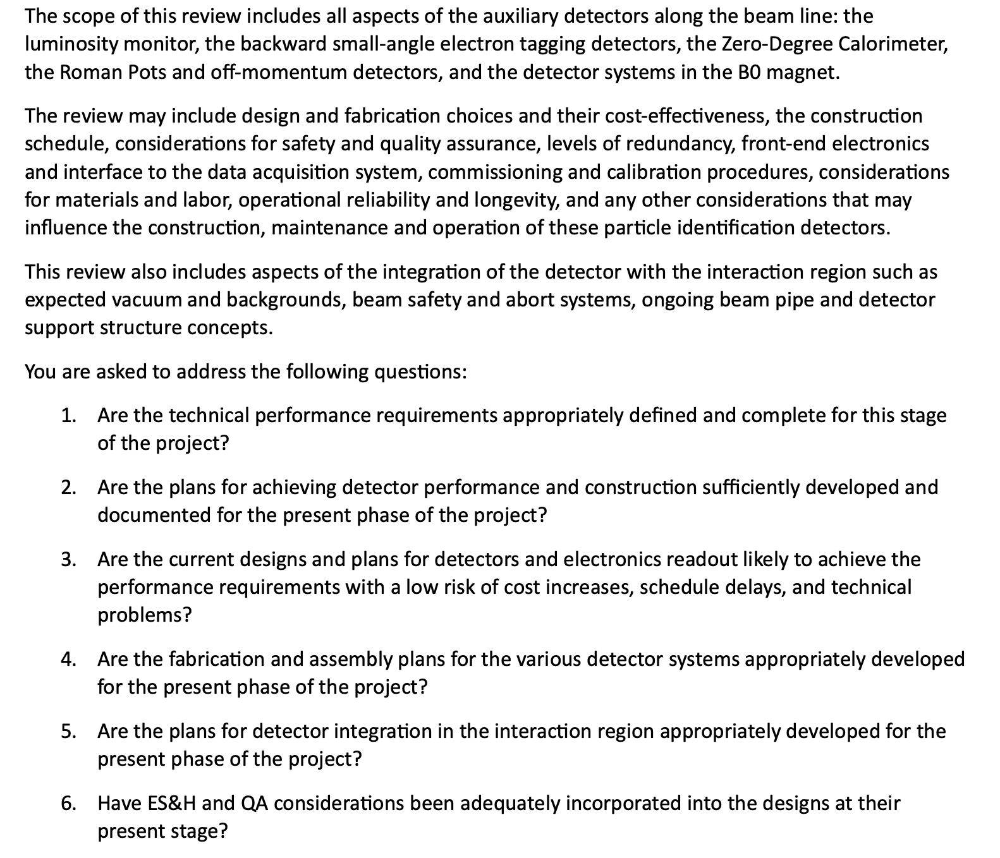 The scope of this review includes all aspects of the auxiliary detectors along the beam line: the
luminosity monitor, the backward small-angle electron tagging detectors, the Zero-Degree Calorimeter,
the Roman Pots and off-momentum detectors, and the detector systems in the B0 magnet.
The review may include design and fabrication choices and their cost-effectiveness, the construction
schedule, considerations for safety and quality assurance, levels of redundancy, front-end electronics
and interface to the data acquisition system, commissioning and calibration procedures, considerations
for materials and labor, operational reliability and longevity, and any other considerations that may
influence the construction, maintenance and operation of these particle identification detectors.
This review also includes aspects of the integration of the detector with the interaction region such as
expected vacuum and backgrounds, beam safety and abort systems, ongoing beam pipe and detector
support structure concepts.
You are asked to address the following questions:
1. Are the technical performance requirements appropriately defined and complete for this stage
of the project?
2. Are the plans for achieving detector performance and construction sufficiently developed and
documented for the present phase of the project?
3. Are the current designs and plans for detectors and electronics readout likely to achieve the
performance requirements with a low risk of cost increases, schedule delays, and technical
problems?
4. Are the fabrication and assembly plans for the various detector systems appropriately developed
for the present phase of the project?
5. Are the plans for detector integration in the interaction region appropriately developed for the
present phase of the project?
6. Have ES&H and QA considerations been adequately incorporated into the designs at their
present stage?